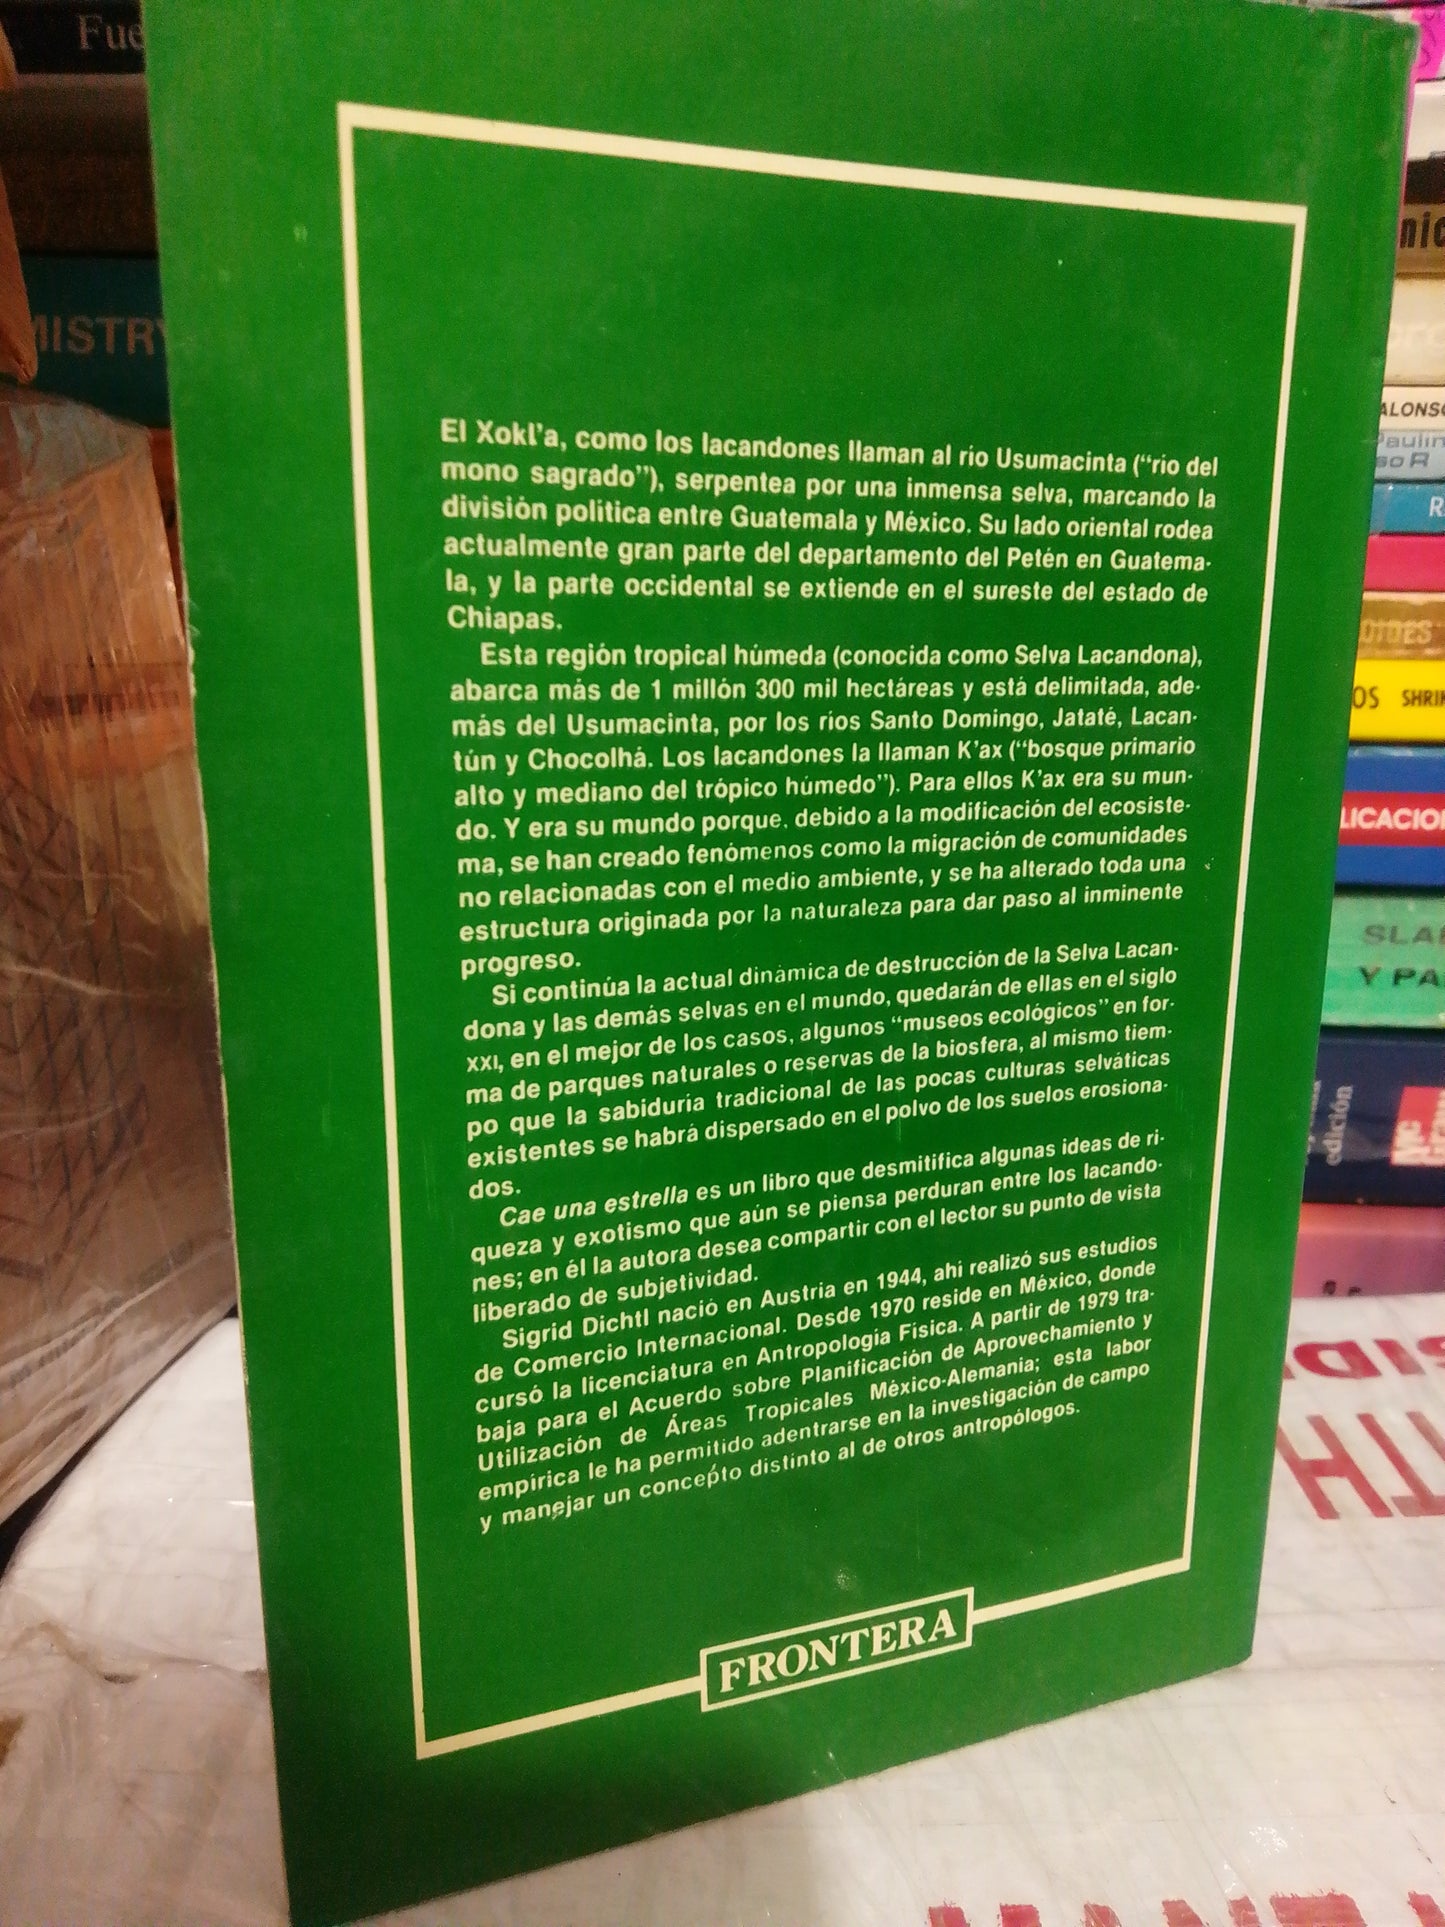 El Xokl'a, como los lacandones llaman al río Usumacinta ("río del
mono sagrado"), serpentea por una inmensa selva, marcando la
división política entre Guatemala y México. Su lado oriental rodea
actualmente gran parte del departamento del Petén en Guatema-
la, y la parte occidental se extiende en el sureste del estado de
Chiapas.
Esta región tropical húmeda (conocida como Selva Lacandona),
abarca más de 1 millón 300 mil hectáreas y está delimitada, ade-
más del Usumacinta, por los ríos Santo Domingo, Jataté, Lacan-
tún y Chocolhá. Los lacandones la llaman K'ax ("bosque primario
alto y mediano del trópico húmedo"). Para ellos K'ax era su mun-
do. Y era su mundo porque, debido a la modificación del ecosiste-
ma, se han creado fenómenos como la migración de comunidades
no relacionadas con el medio ambiente, y se ha alterado toda una
estructura originada por la naturaleza para dar paso al inminente
progreso.
Si continúa la actual dinámica de destrucción de la Selva Lacan-
dona y las demás selvas en el mundo, quedarán de ellas en el siglo
XXI, en el mejor de los casos, algunos "museos ecológicos" en for-
ma de parques naturales o reservas de la biosfera, al mismo tiem-
po que la sabiduría tradicional de las pocas culturas selváticas
existentes se habrá dispersado en el polvo de los suelos erosiona-
dos.
Cae una estrella es un libro que desmitifica algunas ideas de ri-
queza y exotismo que aún se piensa perduran entre los lacando-
nes; en él la autora desea compartir con el lector su punto de vista
liberado de subjetividad.
Sigrid Dichtl nació en Austria en 1944, ahí realizó sus estudios
de Comercio Internacional. Desde 1970 reside en México, donde
cursó la licenciatura en Antropología Física. A partir de 1979 tra-
baja para el Acuerdo sobre Planificación de Aprovechamiento y
Utilización de Áreas Tropicales México-Alemania; esta labor
empírica le ha permitido adentrarse en la investigación de campo
y manejar un concepto distinto al de otros antropólogos.
FRONTERA
Fue
MISTRY
nic
ALONSO
Paulin
so R
R
OIDES
OS SHRI
LICACION
SLA
Y PA
edición